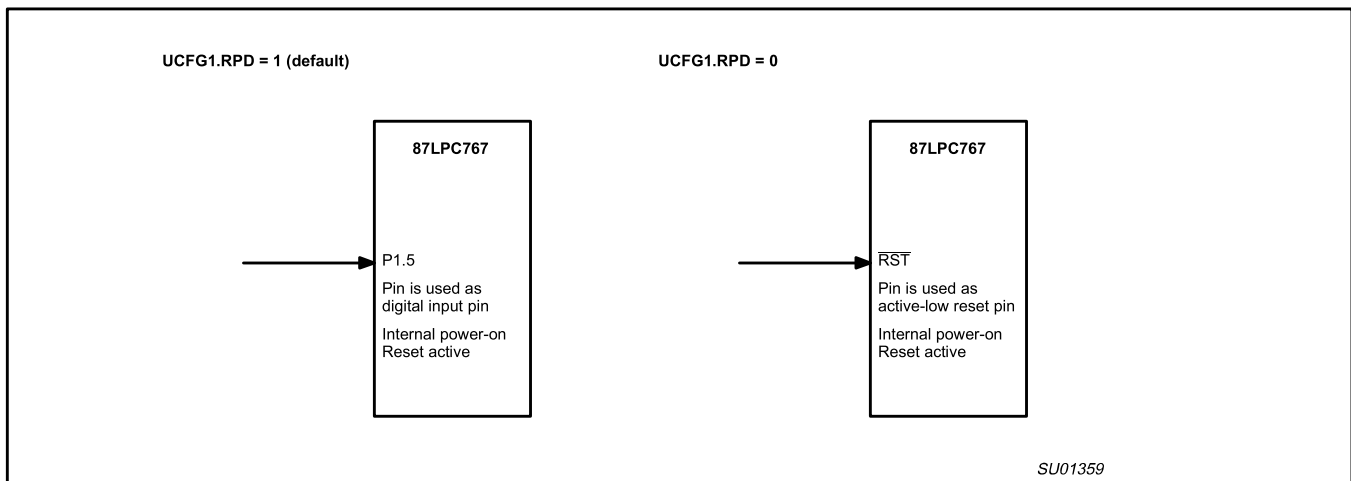 UCFG1.RPD = 1 (default)
UCFG1.RPD = 0
87LPC767
P1.5
Pin is used as
digital input pin
Internal power-on
Reset active
87LPC767
R̅S̅T̅
Pin is used as
active-low reset pin
Internal power-on
Reset active
SU01359